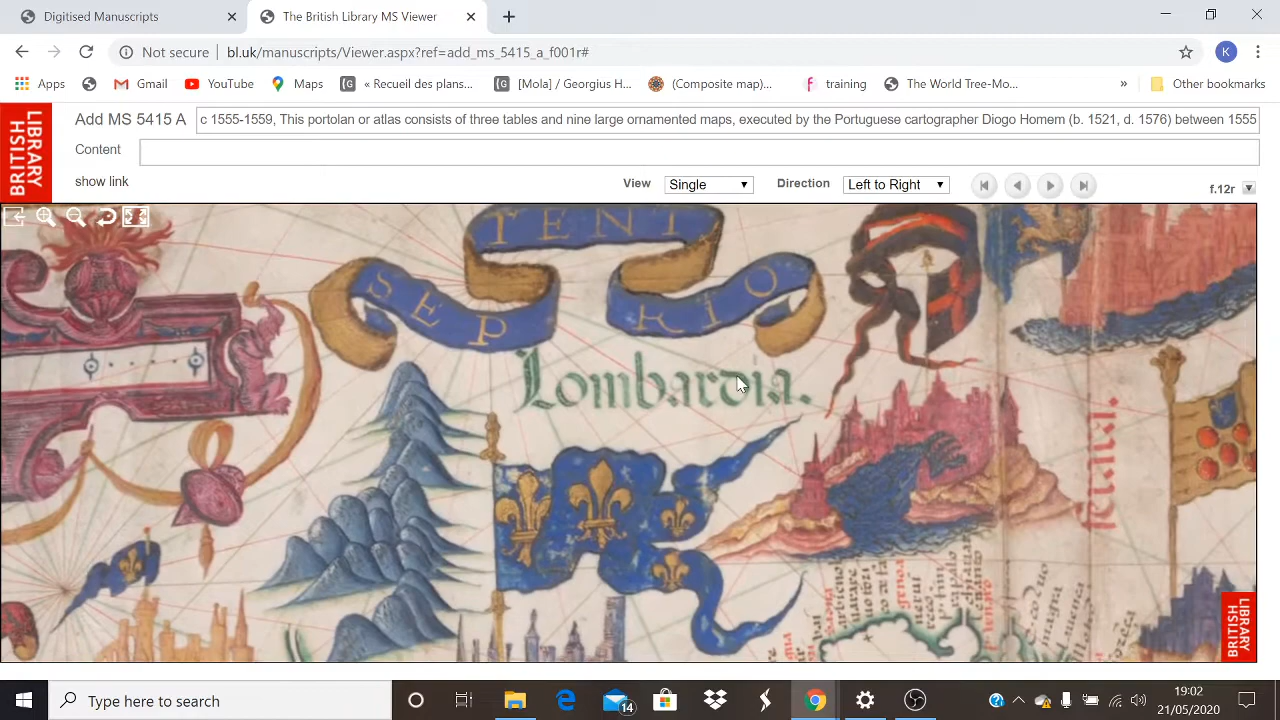 Digitised Manuscripts
The British Library MS Viewer
Not secure
bl.uk/manuscripts/Viewer.aspx?ref=add_ms_5415_a_f001r#
K
Apps
Gmail
YouTube
Maps
« Recueil des plans...
[Mola] / Georgius H...
(Composite map)...
training
The World Tree-Mo...
»
Other bookmarks
LIBRARY
BRITISH
Add MS 5415 A
c 1555-1559, This portolan or atlas consists of three tables and nine large ornamented maps, executed by the Portuguese cartographer Diogo Homem (b. 1521, d. 1576) between 1555
Content
show link
View
Single
Direction
Left to Right
f.12r
SEP TENT RIO
Lombardia.
LIBRARY
BRITISH
Type here to search
14
19:02
21/05/2020